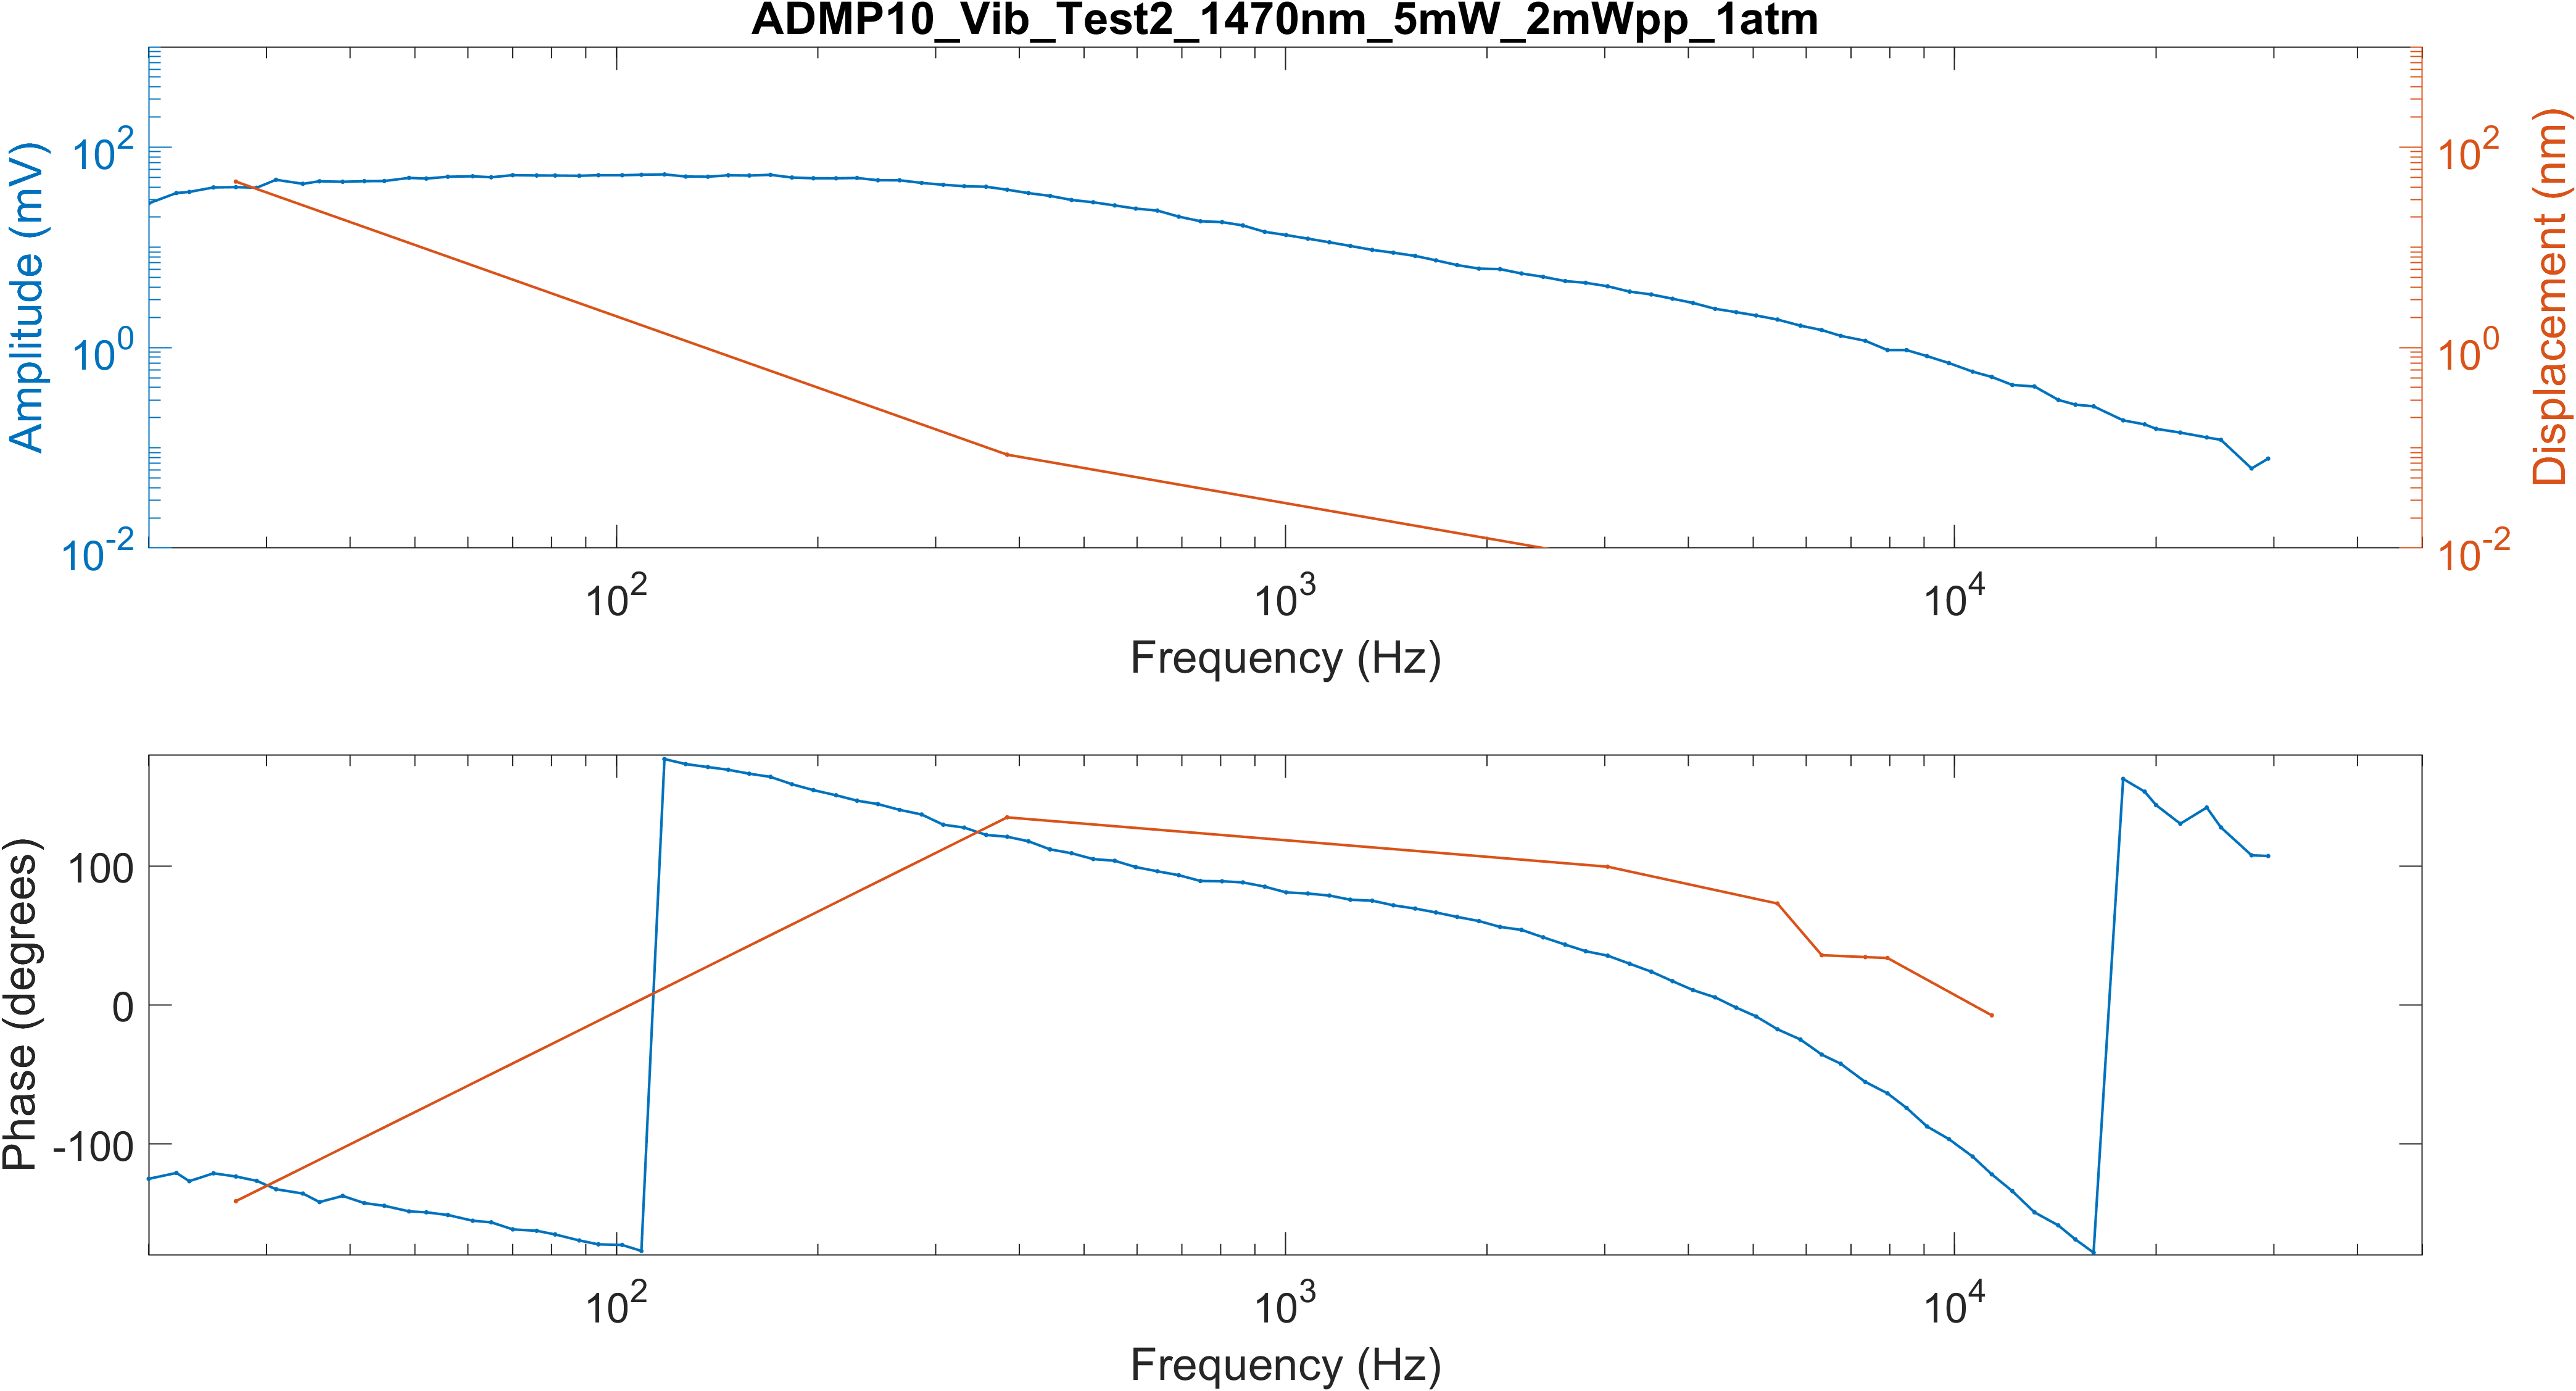 ADMP10_Vib_Test2_1470nm_5mW_2mWpp_1atm
Amplitude (mV)
10^2
10^0
10^-2
Displacement (nm)
10^2
10^0
10^-2
10^2
10^3
10^4
Frequency (Hz)
Phase (degrees)
100
0
-100
10^2
10^3
10^4
Frequency (Hz)